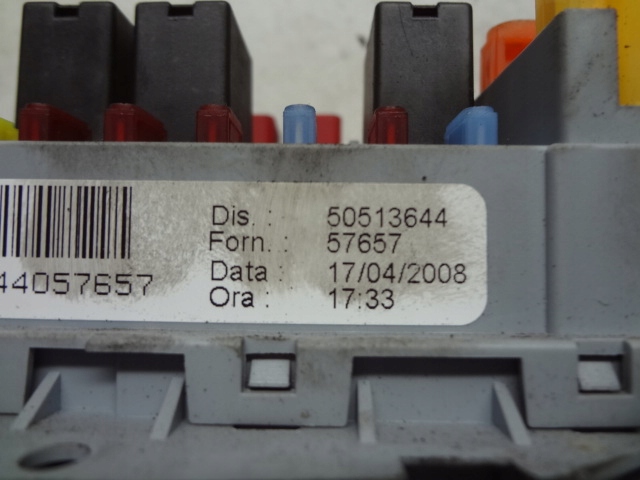 Dis. : 50513644
Forn. : 57657
Data : 17/04/2008
Ora : 17:33
44057657